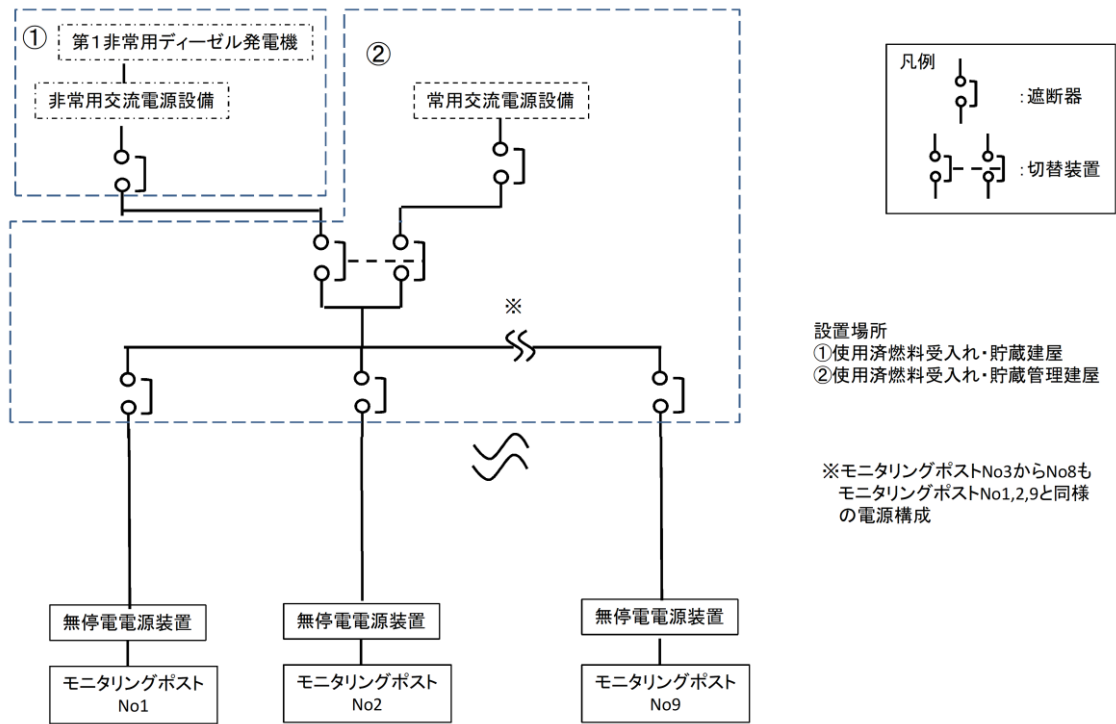 ①
第1非常用ディーゼル発電機
非常用交流電源設備
②
常用交流電源設備
凡例
:遮断器
:切替装置
※
設置場所
①使用済燃料受入れ・貯蔵建屋
②使用済燃料受入れ・貯蔵管理建屋
※モニタリングポストNo3からNo8も
モニタリングポストNo1,2,9と同様
の電源構成
無停電電源装置
無停電電源装置
無停電電源装置
モニタリングポスト
No1
モニタリングポスト
No2
モニタリングポスト
No9